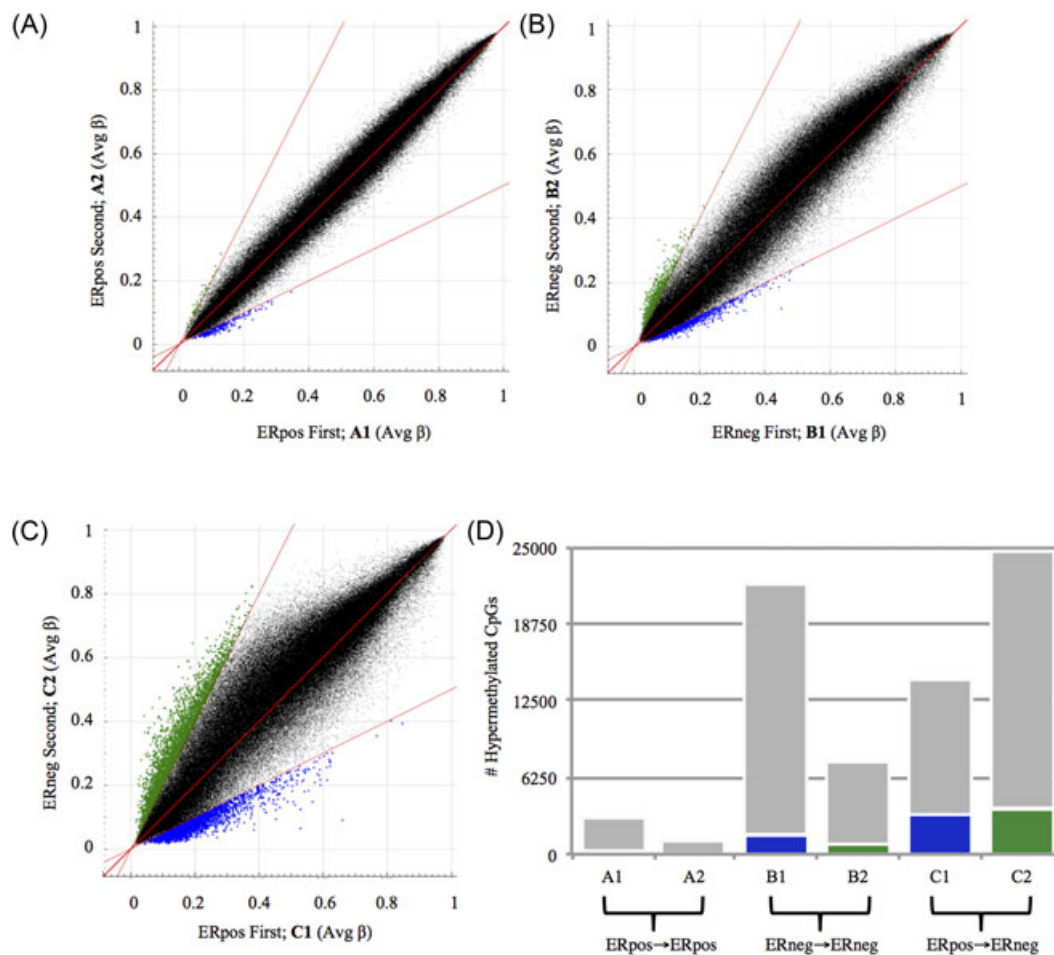 (A)
1
0.8
0.6
0.4
0.2
0
ERpos Second; A2 (Avg β)
0
0.2
0.4
0.6
0.8
1
ERpos First; A1 (Avg β)
(B)
1
0.8
0.6
0.4
0.2
0
ERneg Second; B2 (Avg β)
0
0.2
0.4
0.6
0.8
1
ERneg First; B1 (Avg β)
(C)
1
0.8
0.6
0.4
0.2
0
ERneg Second; C2 (Avg β)
0
0.2
0.4
0.6
0.8
1
ERpos First; C1 (Avg β)
(D)
25000
18750
12500
6250
0
# Hypermethylated CpGs
A1
A2
B1
B2
C1
C2
ERpos→ERpos
ERneg→ERneg
ERpos→ERneg